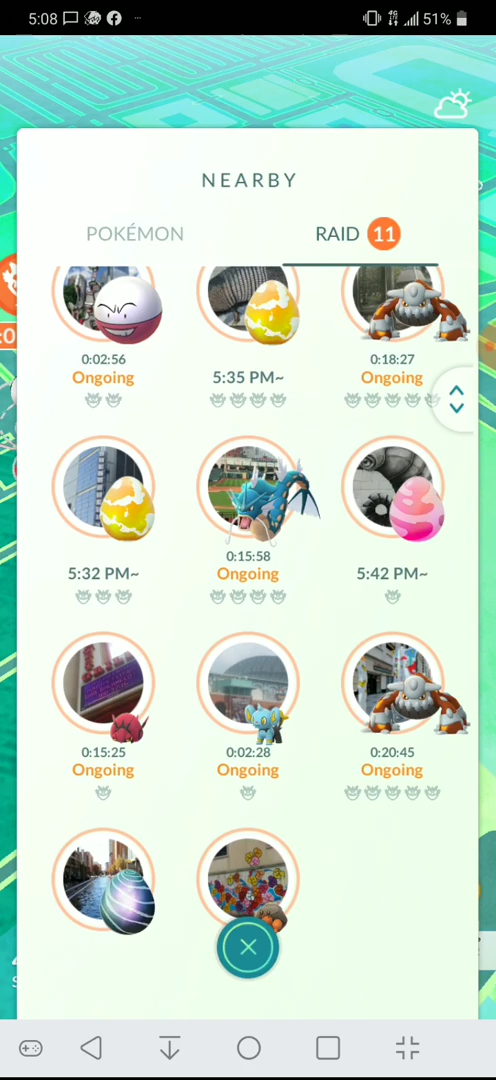 5:08 ... 4G LTE 51%
NEARBY
POKÉMON RAID 11
0:02:56 0:18:27
Ongoing 5:35 PM~ Ongoing
0:15:58
5:32 PM~ Ongoing 5:42 PM~
0:15:25 0:02:28 0:20:45
Ongoing Ongoing Ongoing